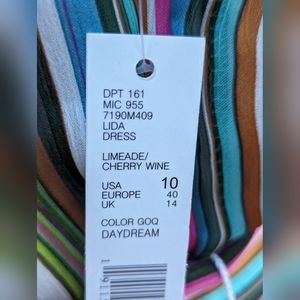 DPT 161
MIC 955
7190M409
LIDA
DRESS
LIMEADE/
CHERRY WINE
USA 10
EUROPE 40
UK 14
COLOR GOQ
DAYDREAM